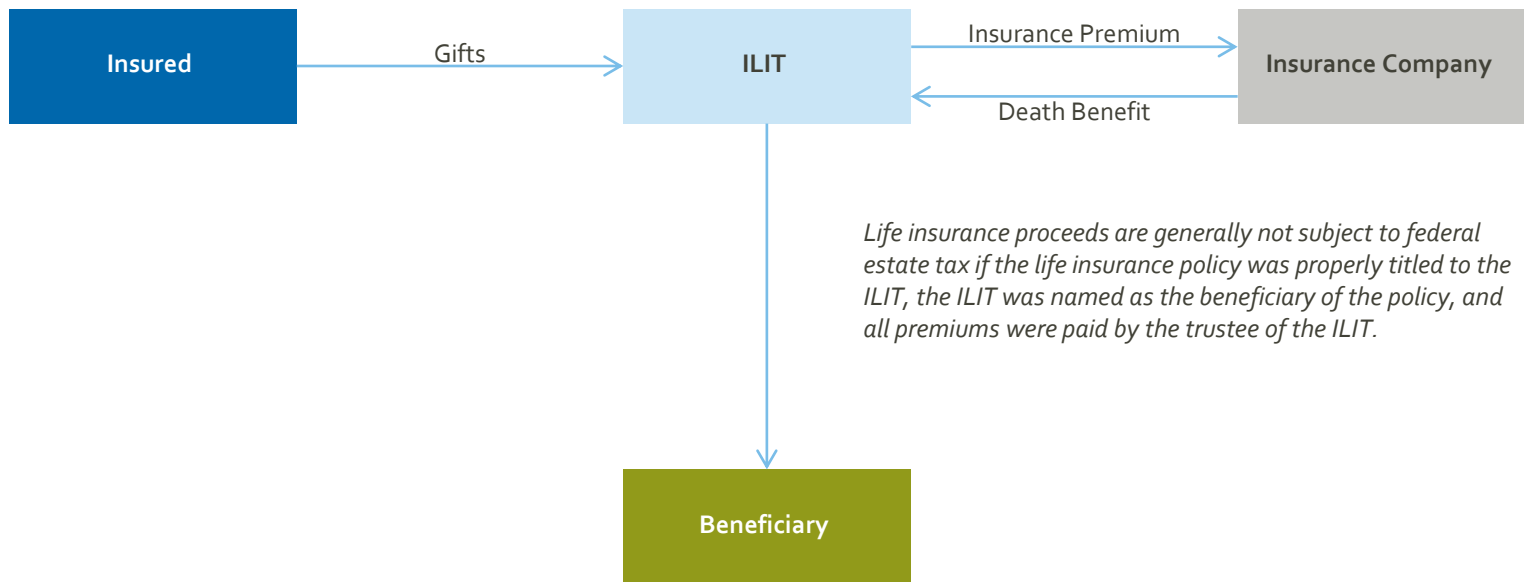 Insured
Gifts
ILIT
Insurance Premium
Death Benefit
Insurance Company
Life insurance proceeds are generally not subject to federal
estate tax if the life insurance policy was properly titled to the
ILIT, the ILIT was named as the beneficiary of the policy, and
all premiums were paid by the trustee of the ILIT.
Beneficiary